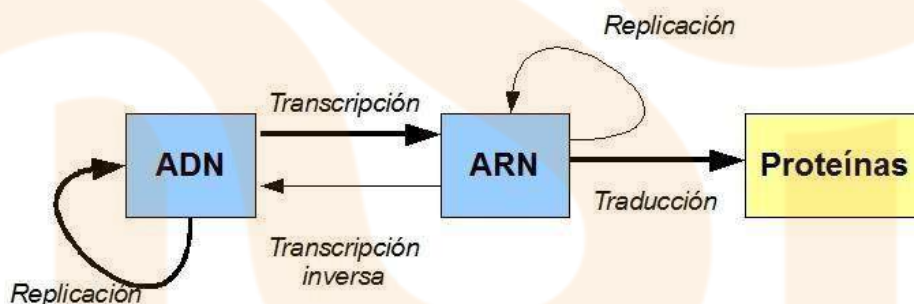 Replicación
Transcripción
ADN
ARN
Proteínas
Traducción
Transcripción
inversa
Replicación